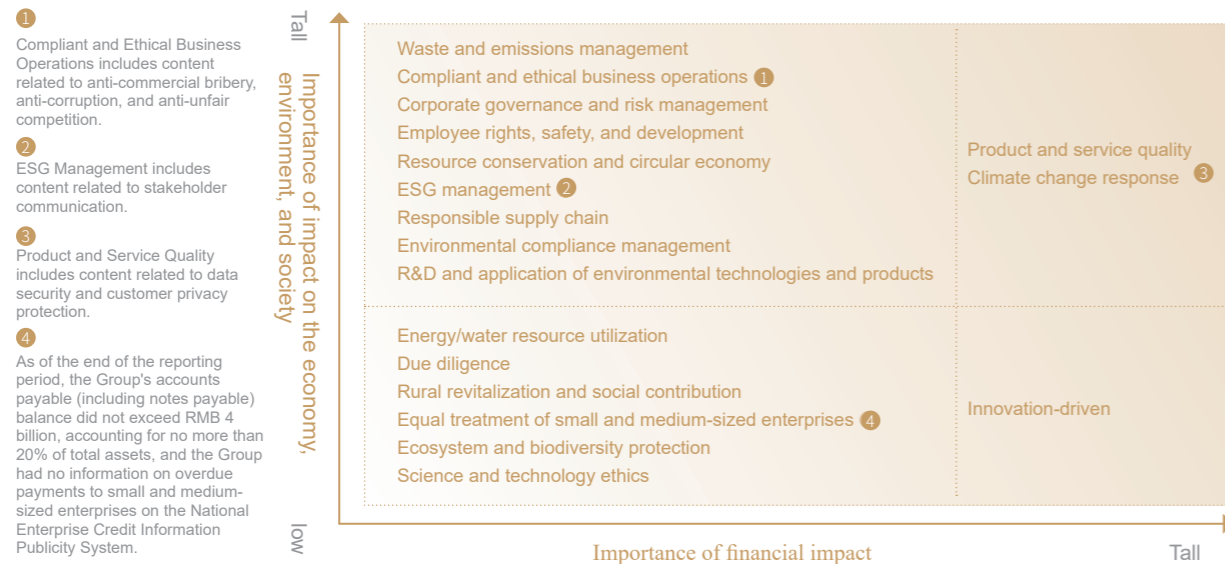 1
Compliant and Ethical Business
Operations includes content
related to anti-commercial bribery,
anti-corruption, and anti-unfair
competition.
2
ESG Management includes
content related to stakeholder
communication.
3
Product and Service Quality
includes content related to data
security and customer privacy
protection.
4
As of the end of the reporting
period, the Group's accounts
payable (including notes payable)
balance did not exceed RMB 4
billion, accounting for no more than
20% of total assets, and the Group
had no information on overdue
payments to small and medium-
sized enterprises on the National
Enterprise Credit Information
Publicity System.
Tall
Importance of impact on the economy,
environment, and society
low
Waste and emissions management
Compliant and ethical business operations 1
Corporate governance and risk management
Employee rights, safety, and development
Resource conservation and circular economy
ESG management 2
Responsible supply chain
Environmental compliance management
R&D and application of environmental technologies and products
Product and service quality
Climate change response 3
Energy/water resource utilization
Due diligence
Rural revitalization and social contribution
Equal treatment of small and medium-sized enterprises 4
Ecosystem and biodiversity protection
Science and technology ethics
Innovation-driven
Importance of financial impact
Tall